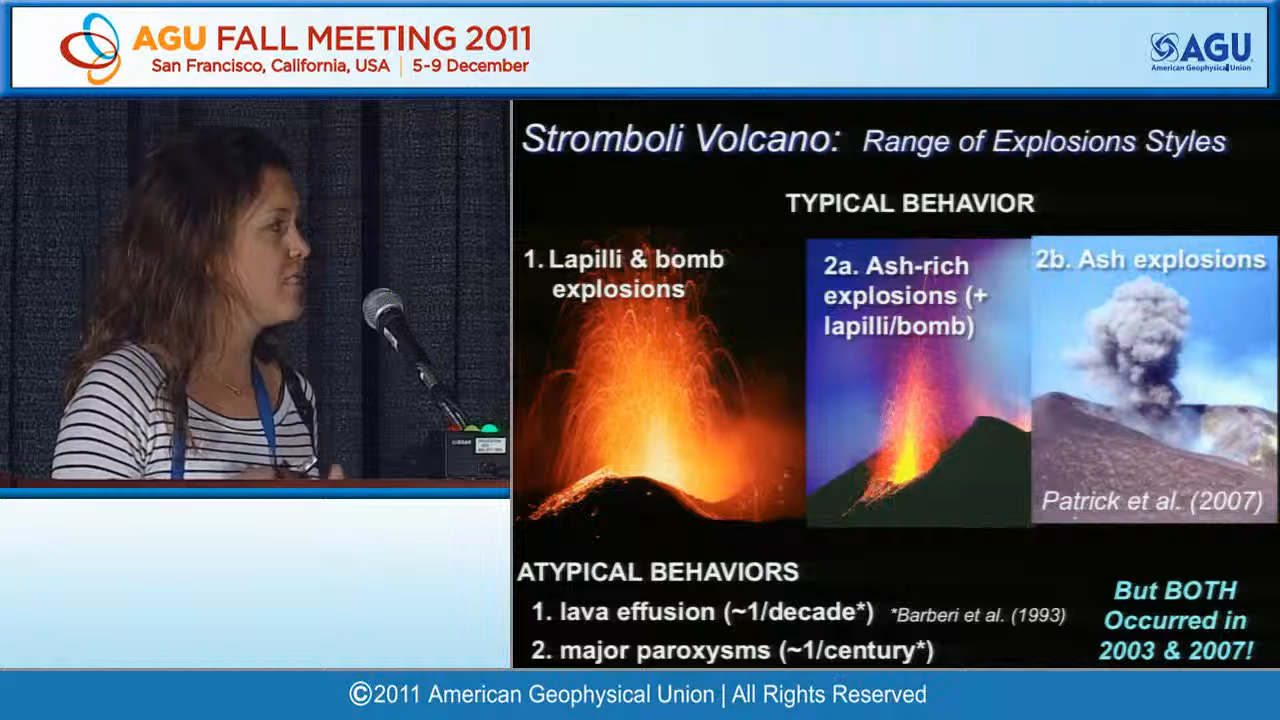 AGU FALL MEETING 2011
San Francisco, California, USA | 5-9 December
AGU
American Geophysical Union
Stromboli Volcano: Range of Explosions Styles
TYPICAL BEHAVIOR
1. Lapilli & bomb
explosions
2a. Ash-rich
explosions (+
lapilli/bomb)
2b. Ash explosions
Patrick et al. (2007)
ATYPICAL BEHAVIORS
1. lava effusion (~1/decade*) *Barberi et al. (1993)
2. major paroxysms (~1/century*)
But BOTH
Occurred in
2003 & 2007!
©2011 American Geophysical Union | All Rights Reserved